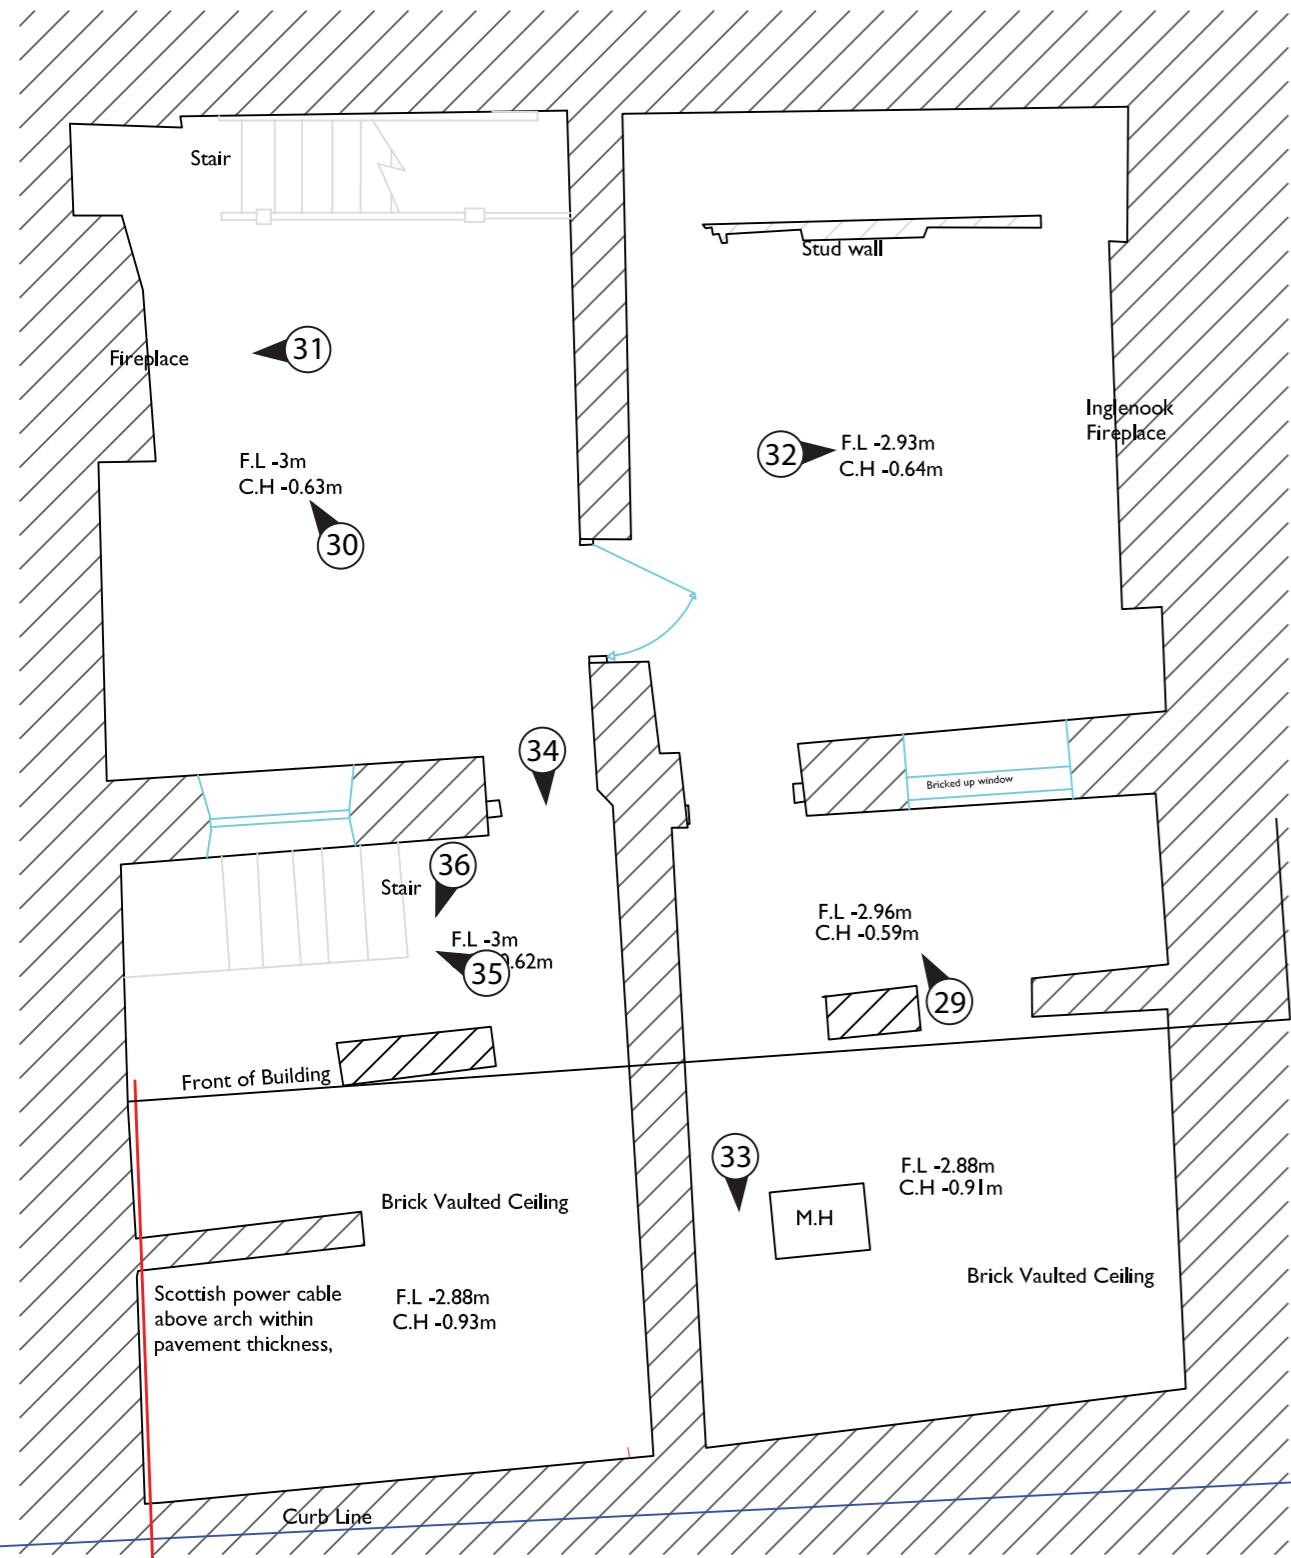 Stair
Stud wall
31
Fireplace
Inglenook
Fireplace
32
F.L -2.93m
C.H -0.64m
F.L -3m
C.H -0.63m
30
34
Bricked up window
36
Stair
F.L -3m
0.62m
35
F.L -2.96m
C.H -0.59m
29
Front of Building
33
F.L -2.88m
C.H -0.91m
M.H
Brick Vaulted Ceiling
Brick Vaulted Ceiling
Scottish power cable
above arch within
pavement thickness,
F.L -2.88m
C.H -0.93m
Curb Line